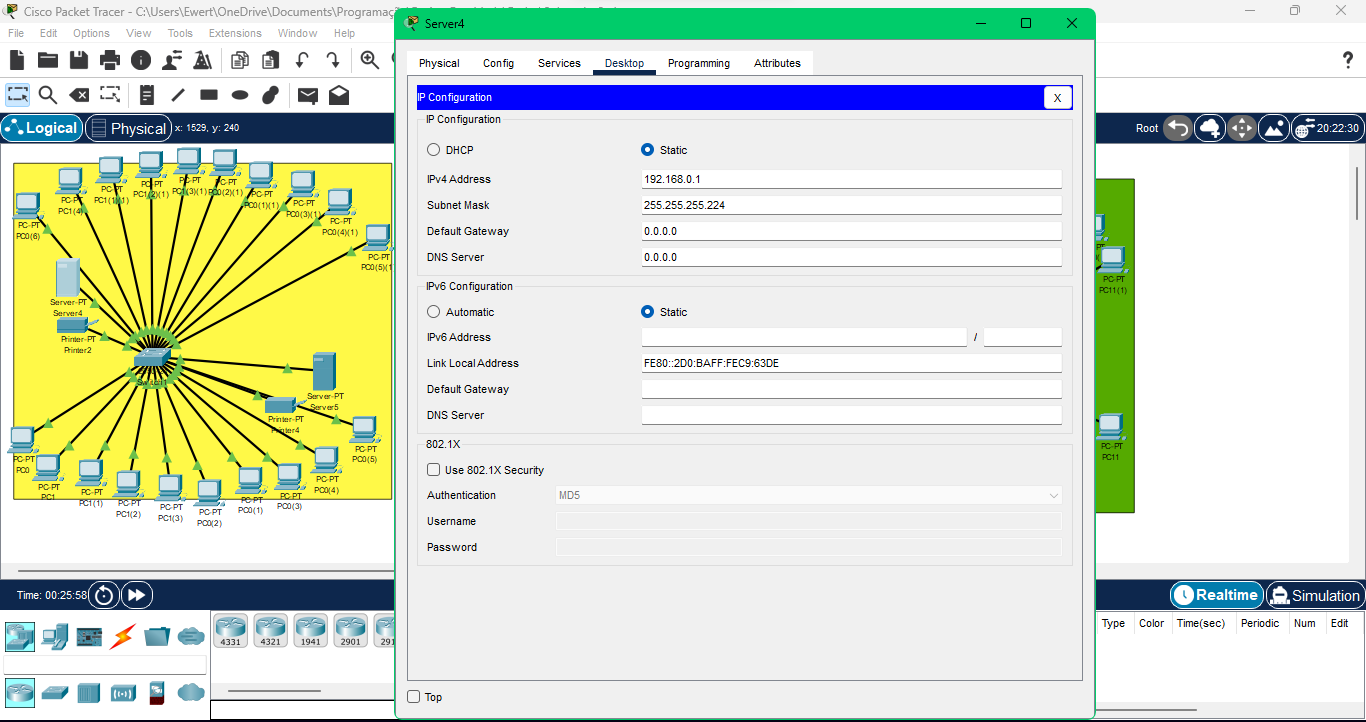 Cisco Packet Tracer - C:\Users\Ewert\OneDrive\Documents\Programaç
File Edit Options View Tools Extensions Window Help
Logical Physical x: 1529, y: 240
Root 20:22:30
PC-PT
PC0(6)
PC-PT
PC1(4)
PC-PT
PC1(1)(1)
PC-PT
PC1(2)(1)
PC-PT
PC1(3)(1)
PC-PT
PC0(2)(1)
PC-PT
PC0(1)(1)
PC-PT
PC0(3)(1)
PC-PT
PC0(4)(1)
PC-PT
PC0(5)(1
Server-PT
Server4
Printer-PT
Printer2
Switch1
Server-PT
Server5
Printer-PT
Printer4
PC-PT
PC0
PC-PT
PC1
PC-PT
PC1(1)
PC-PT
PC1(2)
PC-PT
PC1(3)
PC-PT
PC0(2)
PC-PT
PC0(1)
PC-PT
PC0(3)
PC-PT
PC0(4)
PC-PT
PC0(5)
Server4
Physical Config Services Desktop Programming Attributes
IP Configuration X
IP Configuration
DHCP Static
IPv4 Address 192.168.0.1
Subnet Mask 255.255.255.224
Default Gateway 0.0.0.0
DNS Server 0.0.0.0
IPv6 Configuration
Automatic Static
IPv6 Address /
Link Local Address FE80::2D0:BAFF:FEC9:63DE
Default Gateway
DNS Server
802.1X
Use 802.1X Security
Authentication MD5
Username
Password
Top
PC-PT
PC11(1)
PC-PT
PC11
Time: 00:25:58
Realtime Simulation
4331 4321 1941 2901 291
Type Color Time(sec) Periodic Num Edit